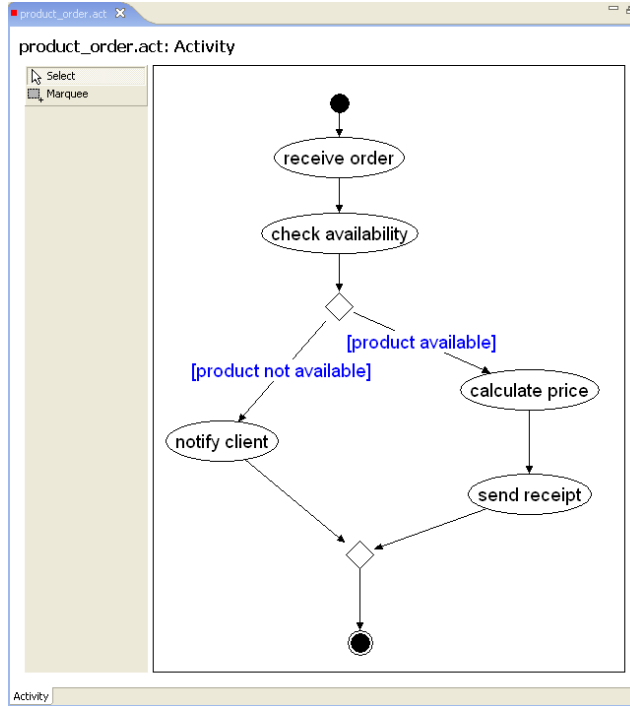 product_order.act
product_order.act: Activity
Select
Marquee
receive order
check availability
[product available]
[product not available]
calculate price
notify client
send receipt
Activity